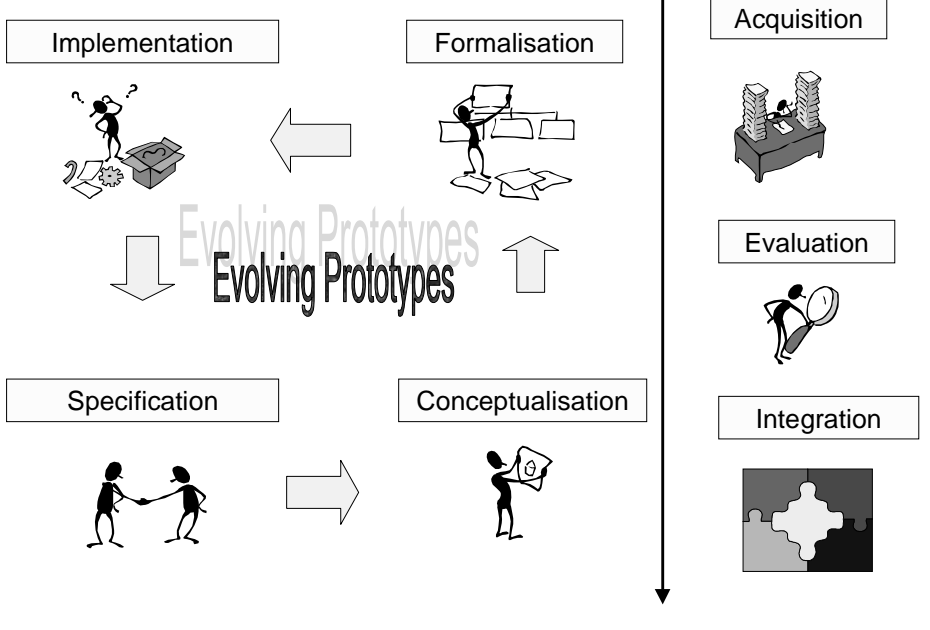 Implementation
Formalisation
Acquisition
? ?
Evolving Prototypes
Evolving Prototypes
Evaluation
Specification
Conceptualisation
Integration